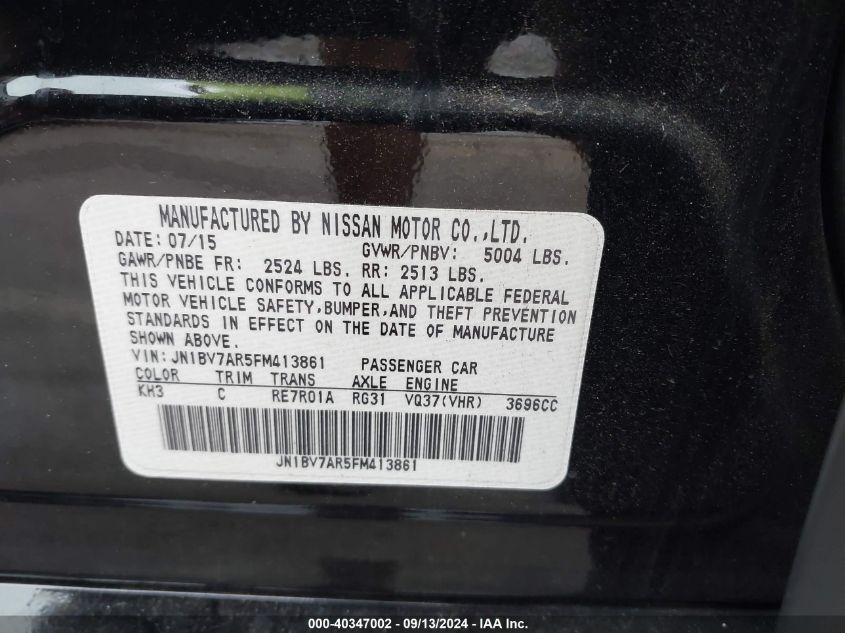 MANUFACTURED BY NISSAN MOTOR CO.,LTD.
DATE: 07/15 GVWR/PNBV: 5004 LBS.
GAWR/PNBE FR: 2524 LBS. RR: 2513 LBS.
THIS VEHICLE CONFORMS TO ALL APPLICABLE FEDERAL
MOTOR VEHICLE SAFETY,BUMPER,AND THEFT PREVENTION
STANDARDS IN EFFECT ON THE DATE OF MANUFACTURE
SHOWN ABOVE.
VIN:JN1BV7AR5FM413861 PASSENGER CAR
COLOR TRIM TRANS AXLE ENGINE
KH3 C RE7R01A RG31 VQ37(VHR) 3696CC
JN1BV7AR5FM413861
000-40347002 - 09/13/2024 - IAA Inc.